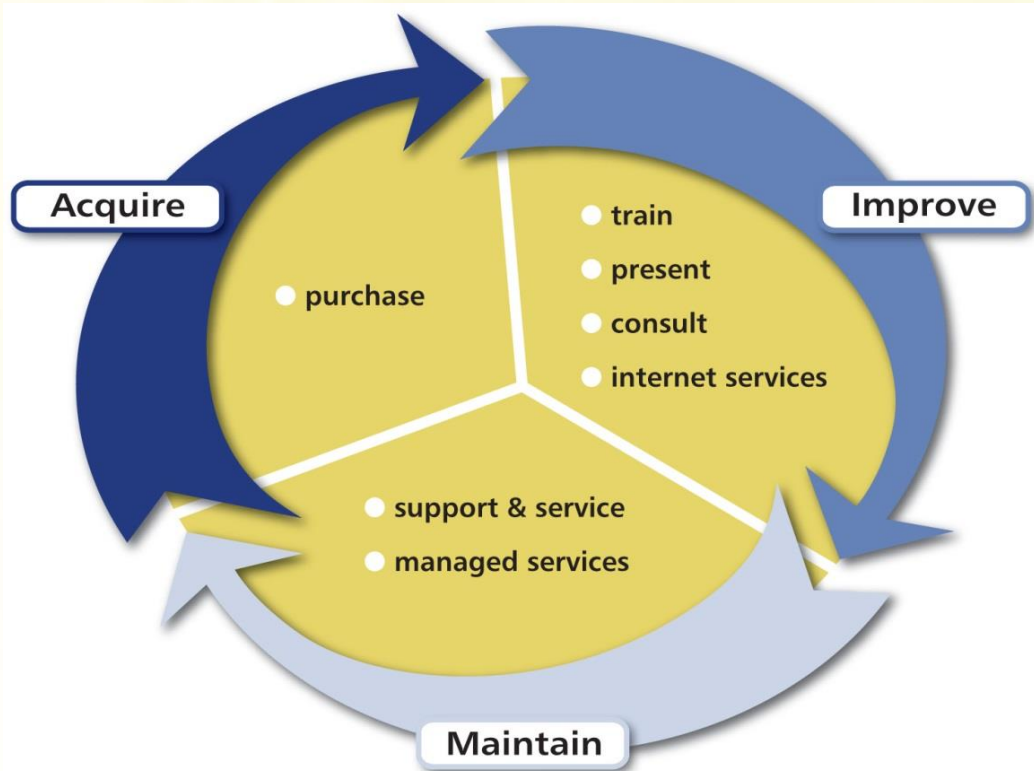 Acquire
purchase
Improve
train
present
consult
internet services
support & service
managed services
Maintain